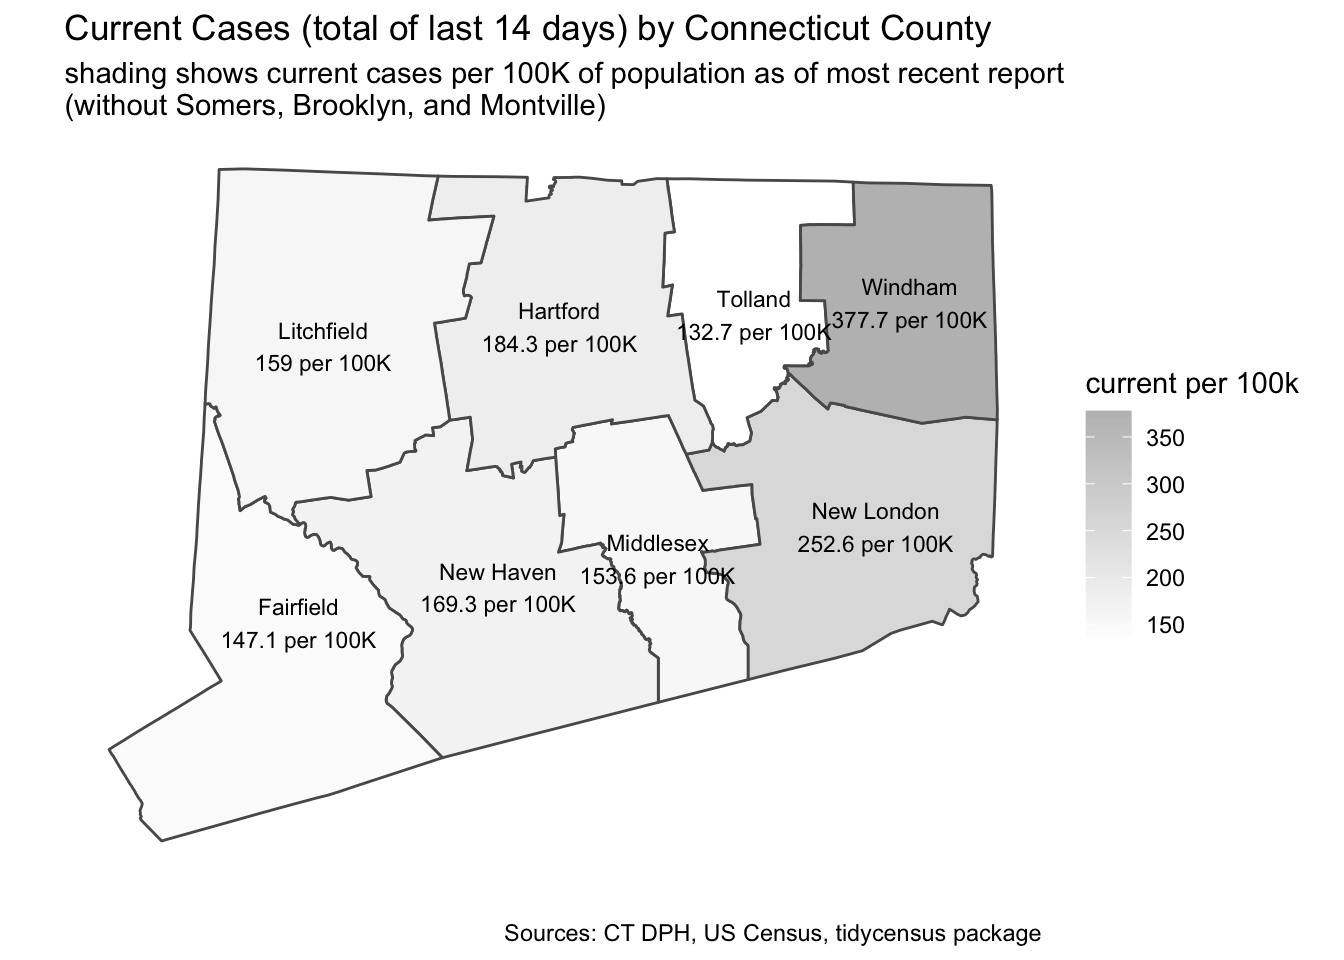 Current Cases (total of last 14 days) by Connecticut County
shading shows current cases per 100K of population as of most recent report
(without Somers, Brooklyn, and Montville)
Litchfield
159 per 100K
Hartford
184.3 per 100K
Tolland
132.7 per 100K
Windham
377.7 per 100K
New London
252.6 per 100K
Middlesex
153.6 per 100K
New Haven
169.3 per 100K
Fairfield
147.1 per 100K
current per 100k
350
300
250
200
150
Sources: CT DPH, US Census, tidycensus package